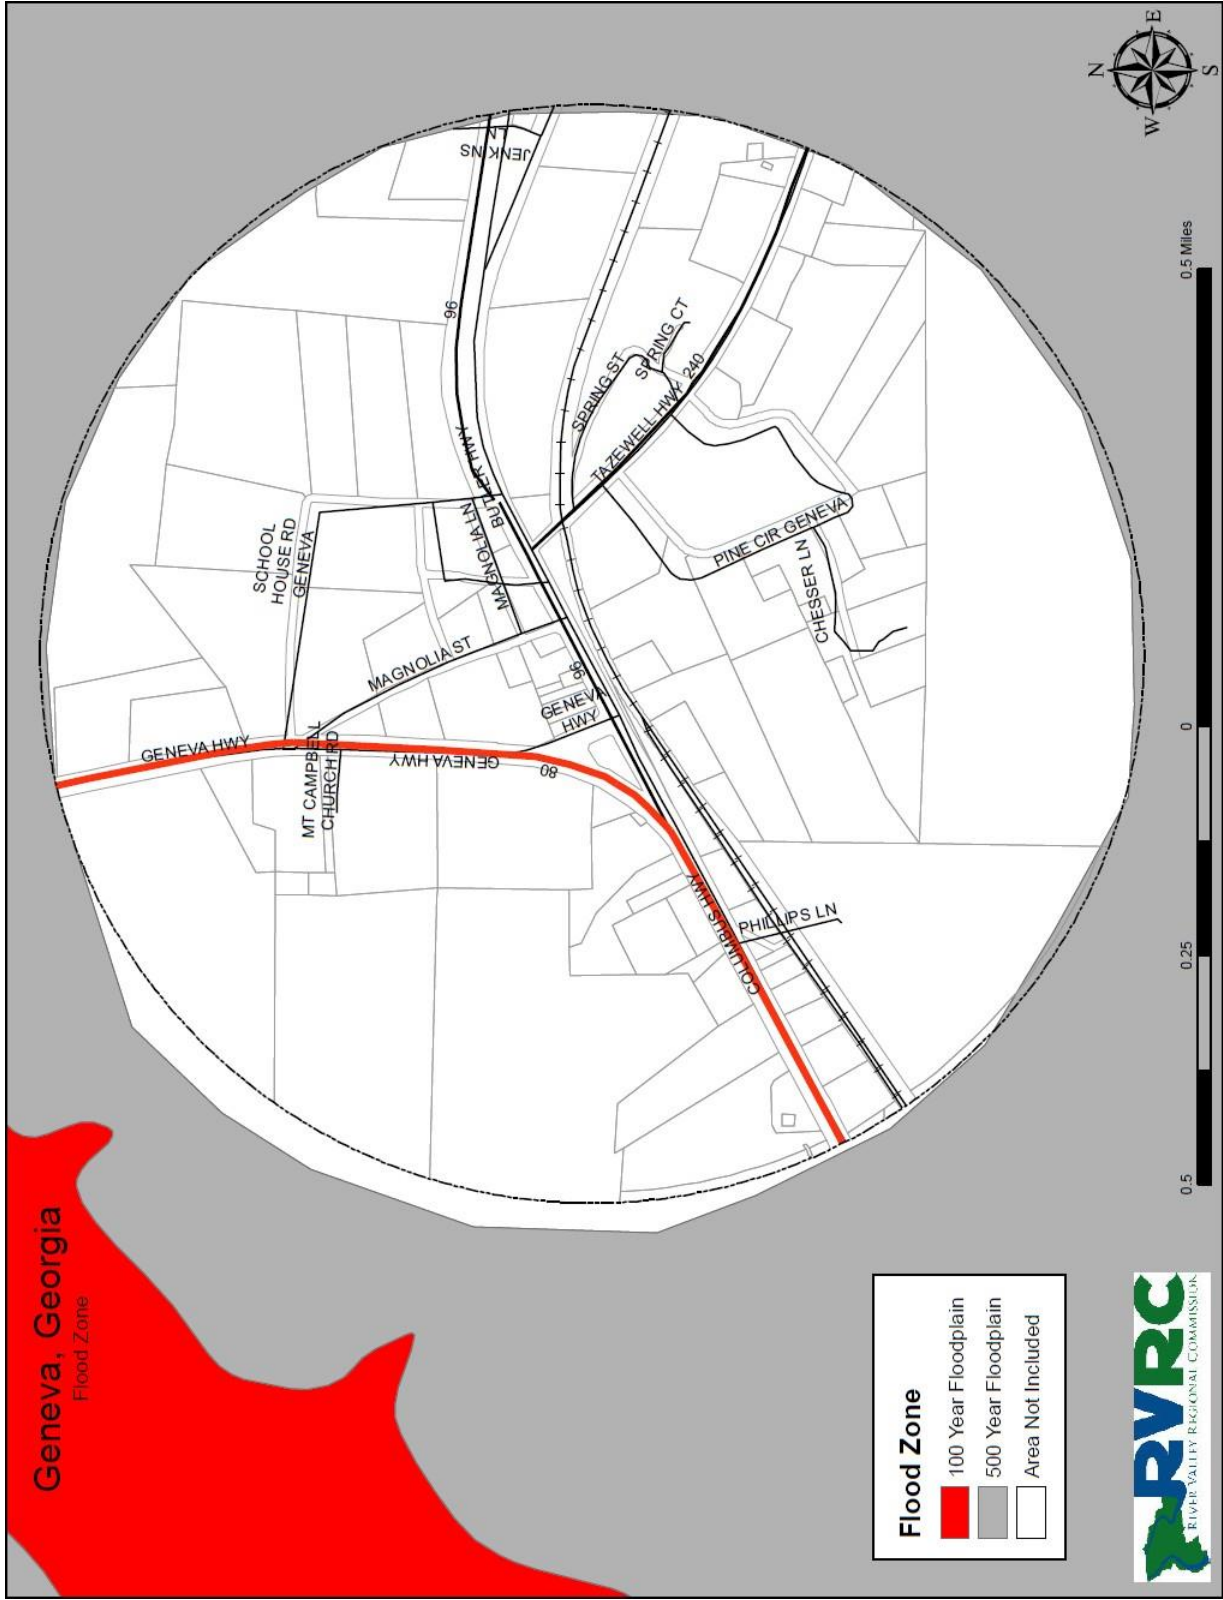 Geneva, Georgia
Flood Zone
N
E
S
W
SCHOOL
HOUSE RD
GENEVA
JENKINS
LN
96
BUTLER HWY
MAGNOLIA LN
MAGNOLIA ST
GENEVA HWY
MT CAMPBELL
CHURCH RD
GENEVA HWY
80
GENEVA
HWY
96
SPRING ST
SPRING CT
TAZEWELL HWY 240
PINE CIR GENEVA
CHESSER LN
COLUMBUS HWY
PHILLIPS LN
Flood Zone
100 Year Floodplain
500 Year Floodplain
Area Not Included
RVRC
RIVER VALLEY REGIONAL COMMISSION
0.5
0.25
0
0.5 Miles